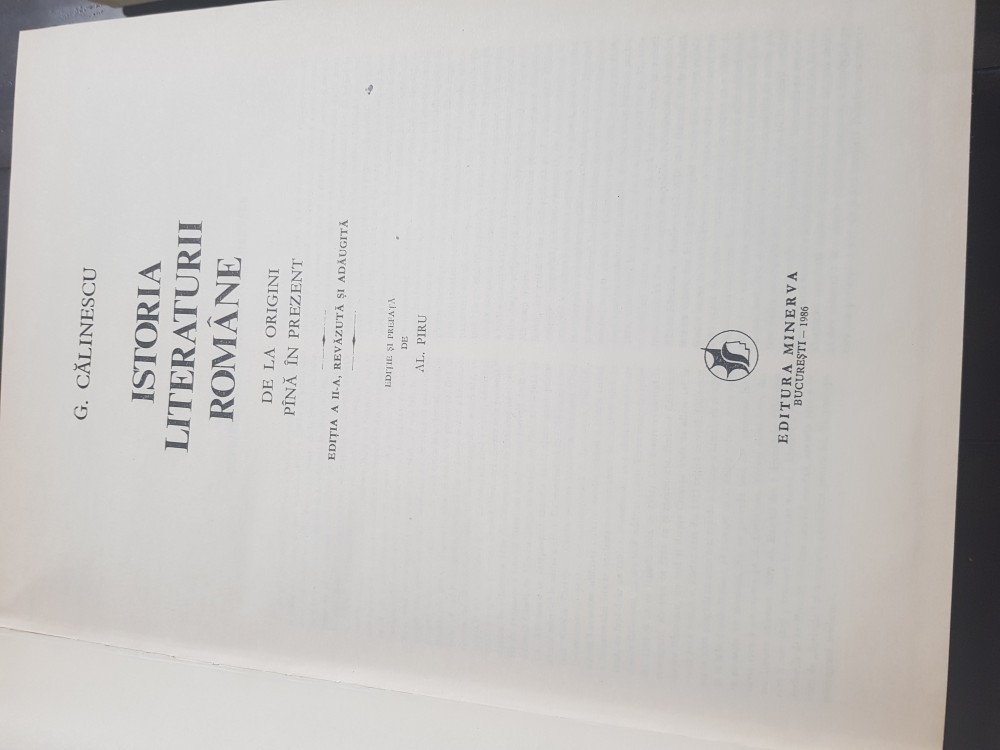 G. CĂLINESCU
ISTORIA
LITERATURII
ROMÂNE
DE LA ORIGINI
PÎNĂ ÎN PREZENT
EDIȚIA A II-A, REVĂZUTĂ ȘI ADĂUGITĂ
EDIȚIE ȘI PREFAȚĂ
DE
AL. PIRU
EDITURA MINERVA
BUCUREȘTI – 1986